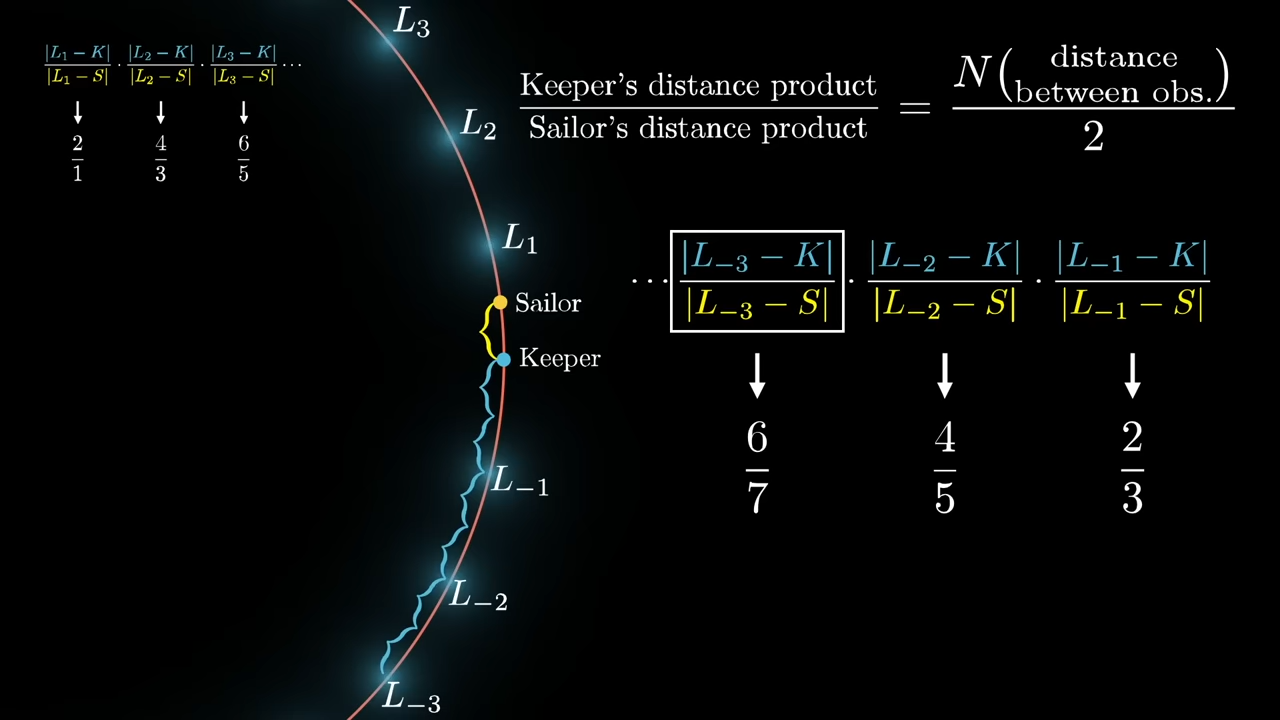 |L₁ − K| / |L₁ − S| · |L₂ − K| / |L₂ − S| · |L₃ − K| / |L₃ − S| ⋯
2/1 4/3 6/5
L₃
L₂
L₁
Sailor
Keeper
L₋₁
L₋₂
L₋₃
Keeper's distance product / Sailor's distance product = N(distance between obs.) / 2
⋯ |L₋₃ − K| / |L₋₃ − S| · |L₋₂ − K| / |L₋₂ − S| · |L₋₁ − K| / |L₋₁ − S|
6/7 4/5 2/3